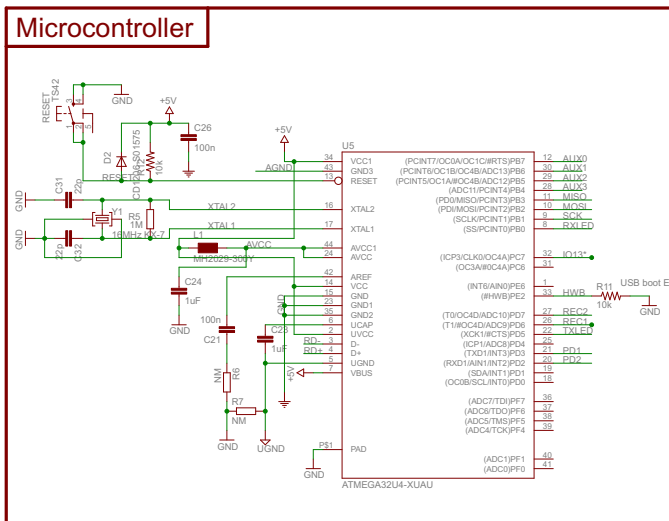 Microcontroller
RESET
TS42
3 4
1 2 5
GND
+5V
D2
RESET
CD1206-S01575
R12
10k
C26
100n
+5V
AGND
GND
C31
22p
Y1
16MHz KX-7
R5
1M
XTAL2
XTAL1
GND
22p
C32
L1
MH2029-300Y
AVCC
C24
1uF
GND
100n
C21
C23
1uF
GND
RD-
RD+
+5V
NM
R6
R7
NM
GND
UGND
GND
U5
34 VCC1
43 GND3
13 RESET
16 XTAL2
17 XTAL1
44 AVCC1
24 AVCC
42 AREF
14 VCC
15 GND
23 GND1
35 GND2
6 UCAP
2 UVCC
3 D-
4 D+
5 UGND
7 VBUS
P$1 PAD
(PCINT7/OC0A/OC1C/#RTS)PB7 12 AUX0
(PCINT6/OC1B/OC4B/ADC13)PB6 30 AUX1
(PCINT5/OC1A/#OC4B/ADC12)PB5 29 AUX2
(ADC11/PCINT4)PB4 28 AUX3
(PD0/MISO/PCINT3)PB3 11 MISO
(PDI/MOSI/PCINT2)PB2 10 MOSI
(SCLK/PCINT1)PB1 9 SCK
(SS/PCINT0)PB0 8 RXLED
(ICP3/CLK0/OC4A)PC7 32 IO13*
(OC3A/#0C4A)PC6 31
(INT6/AIN0)PE6 1
(#HWB)PE2 33 HWB
R11
10k
USB boot E
GND
(T0/OC4D/ADC10)PD7 27 REC2
(T1/#OC4D/ADC9)PD6 26 REC1
(XCK1/#CTS)PD5 22 TXLED
(ICP1/ADC8)PD4 25
(TXD1/INT3)PD3 21 PD1
(RXD1/AIN1/INT2)PD2 20 PD2
(SDA/INT1)PD1 19
(OC0B/SCL/INT0)PD0 18
(ADC7/TDI)PF7 36
(ADC6/TDO)PF6 37
(ADC5/TMS)PF5 38
(ADC4/TCK)PF4 39
(ADC1)PF1 40
(ADC0)PF0 41
ATMEGA32U4-XUAU